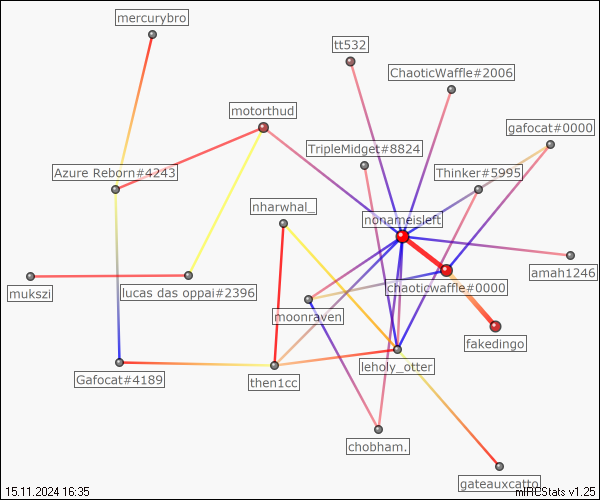 mercurybro
tt532
ChaoticWaffle#2006
motorthud
gafocat#0000
TripleMidget#8824
Azure Reborn#4243
Thinker#5995
nharwhal_
nonameisleft
amah1246
mukszi
lucas das oppai#2396
chaoticwaffle#0000
moonraven
fakedingo
leholy_otter
Gafocat#4189
then1cc
chobham.
gateauxcatto
15.11.2024 16:35
mIRCStats v1.25